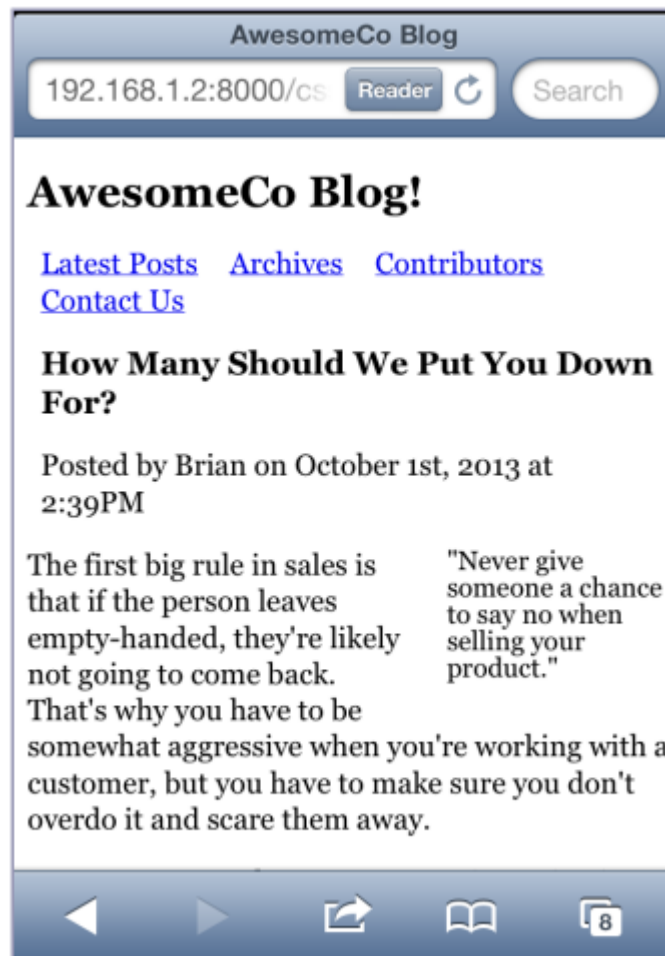 AwesomeCo Blog
192.168.1.2:8000/cs Reader Search
AwesomeCo Blog!
Latest Posts Archives Contributors
Contact Us
How Many Should We Put You Down
For?
Posted by Brian on October 1st, 2013 at
2:39PM
The first big rule in sales is
that if the person leaves
empty-handed, they're likely
not going to come back.
That's why you have to be
somewhat aggressive when you're working with a
customer, but you have to make sure you don't
overdo it and scare them away.
"Never give
someone a chance
to say no when
selling your
product."
8